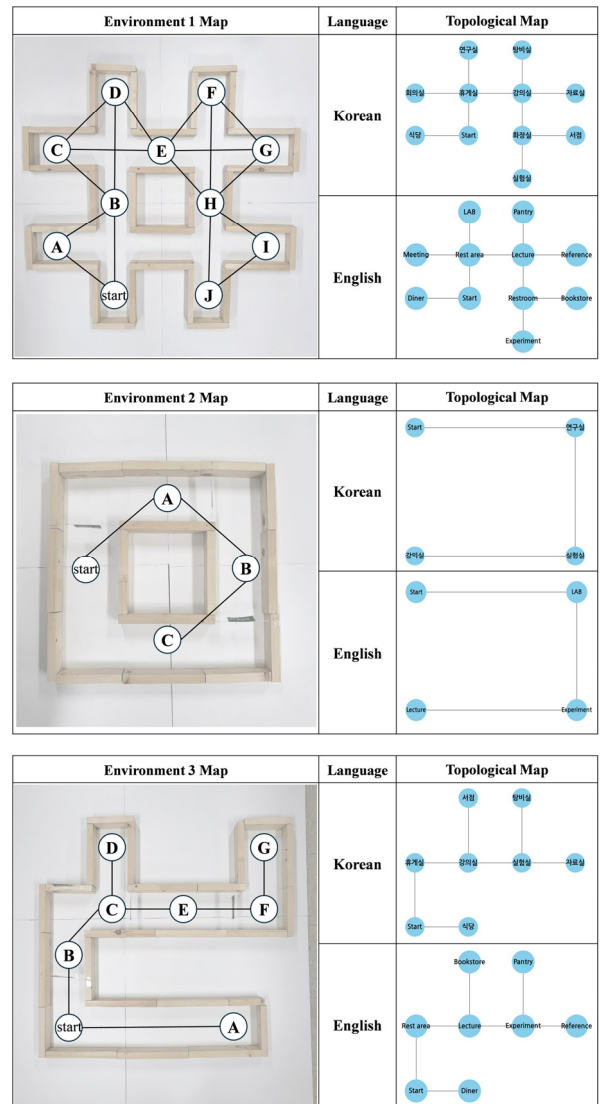 Environment 1 Map
Language
Topological Map
D
F
C
E
G
B
H
A
I
start
J
Korean
연구실
탕비실
회의실
휴게실
강의실
자료실
식당
Start
화장실
서점
실험실
English
LAB
Pantry
Meeting
Rest area
Lecture
Reference
Diner
Start
Restroom
Bookstore
Experiment
Environment 2 Map
Language
Topological Map
A
start
B
C
Korean
Start
연구실
강의실
실험실
English
Start
LAB
Lecture
Experiment
Environment 3 Map
Language
Topological Map
D
G
C
E
F
B
start
A
Korean
서점
탕비실
휴게실
강의실
실험실
자료실
Start
식당
English
Bookstore
Pantry
Rest area
Lecture
Experiment
Reference
Start
Diner